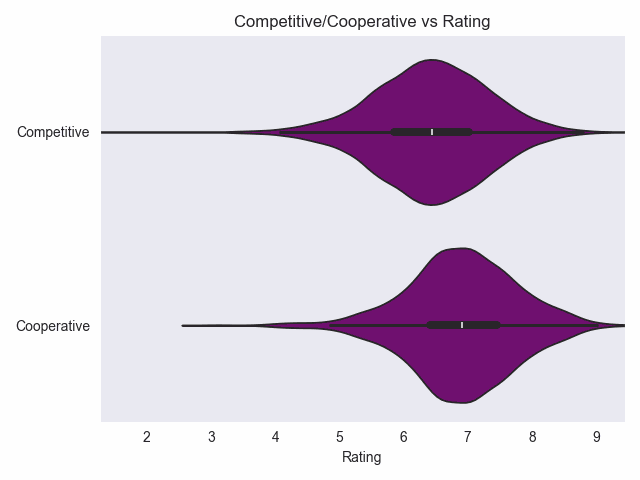 Competitive/Cooperative vs Rating
Competitive
Cooperative
2 3 4 5 6 7 8 9
Rating